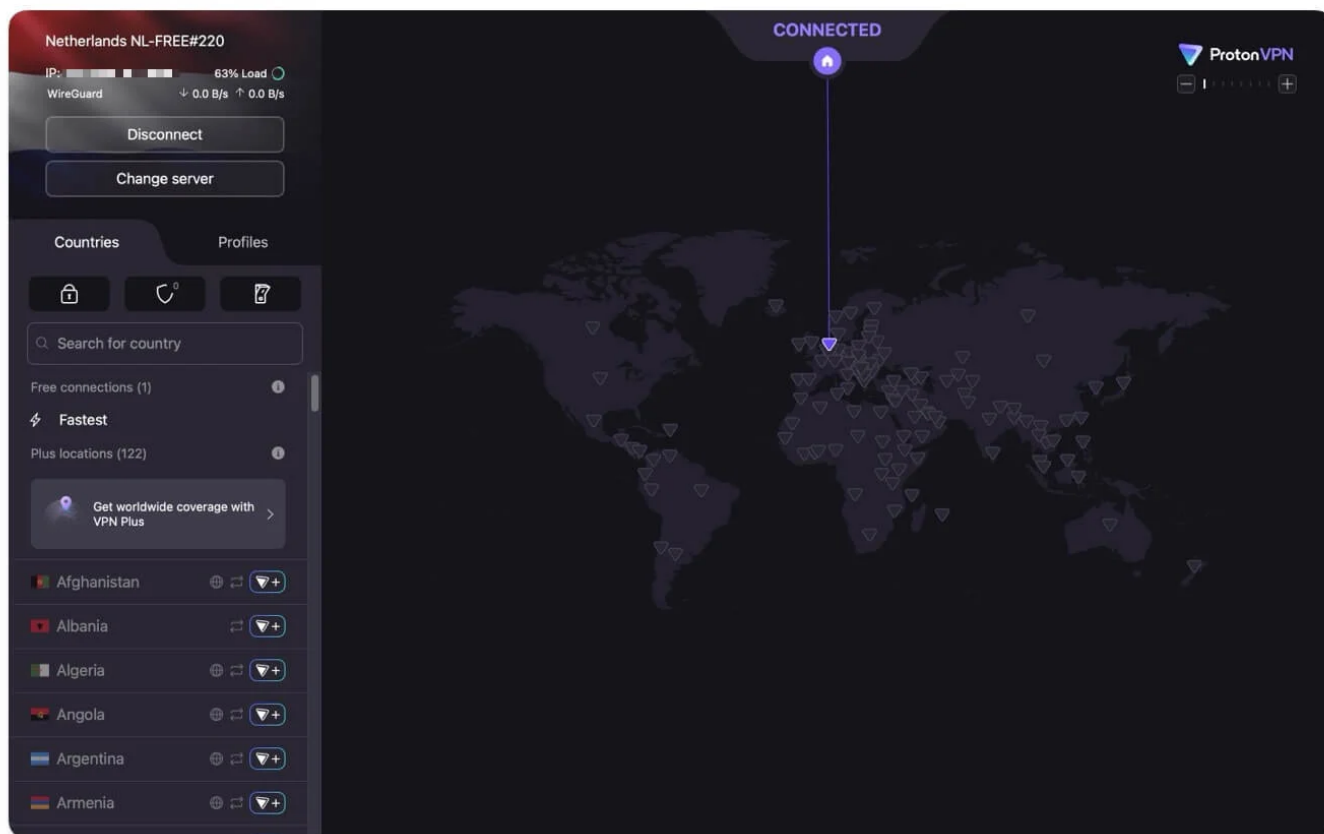 Netherlands NL-FREE#220
IP:
63% Load
WireGuard
↓ 0.0 B/s ↑ 0.0 B/s
Disconnect
Change server
Countries
Profiles
0
Search for country
Free connections (1)
Fastest
Plus locations (122)
Get worldwide coverage with
VPN Plus
Afghanistan
Albania
Algeria
Angola
Argentina
Armenia
CONNECTED
ProtonVPN